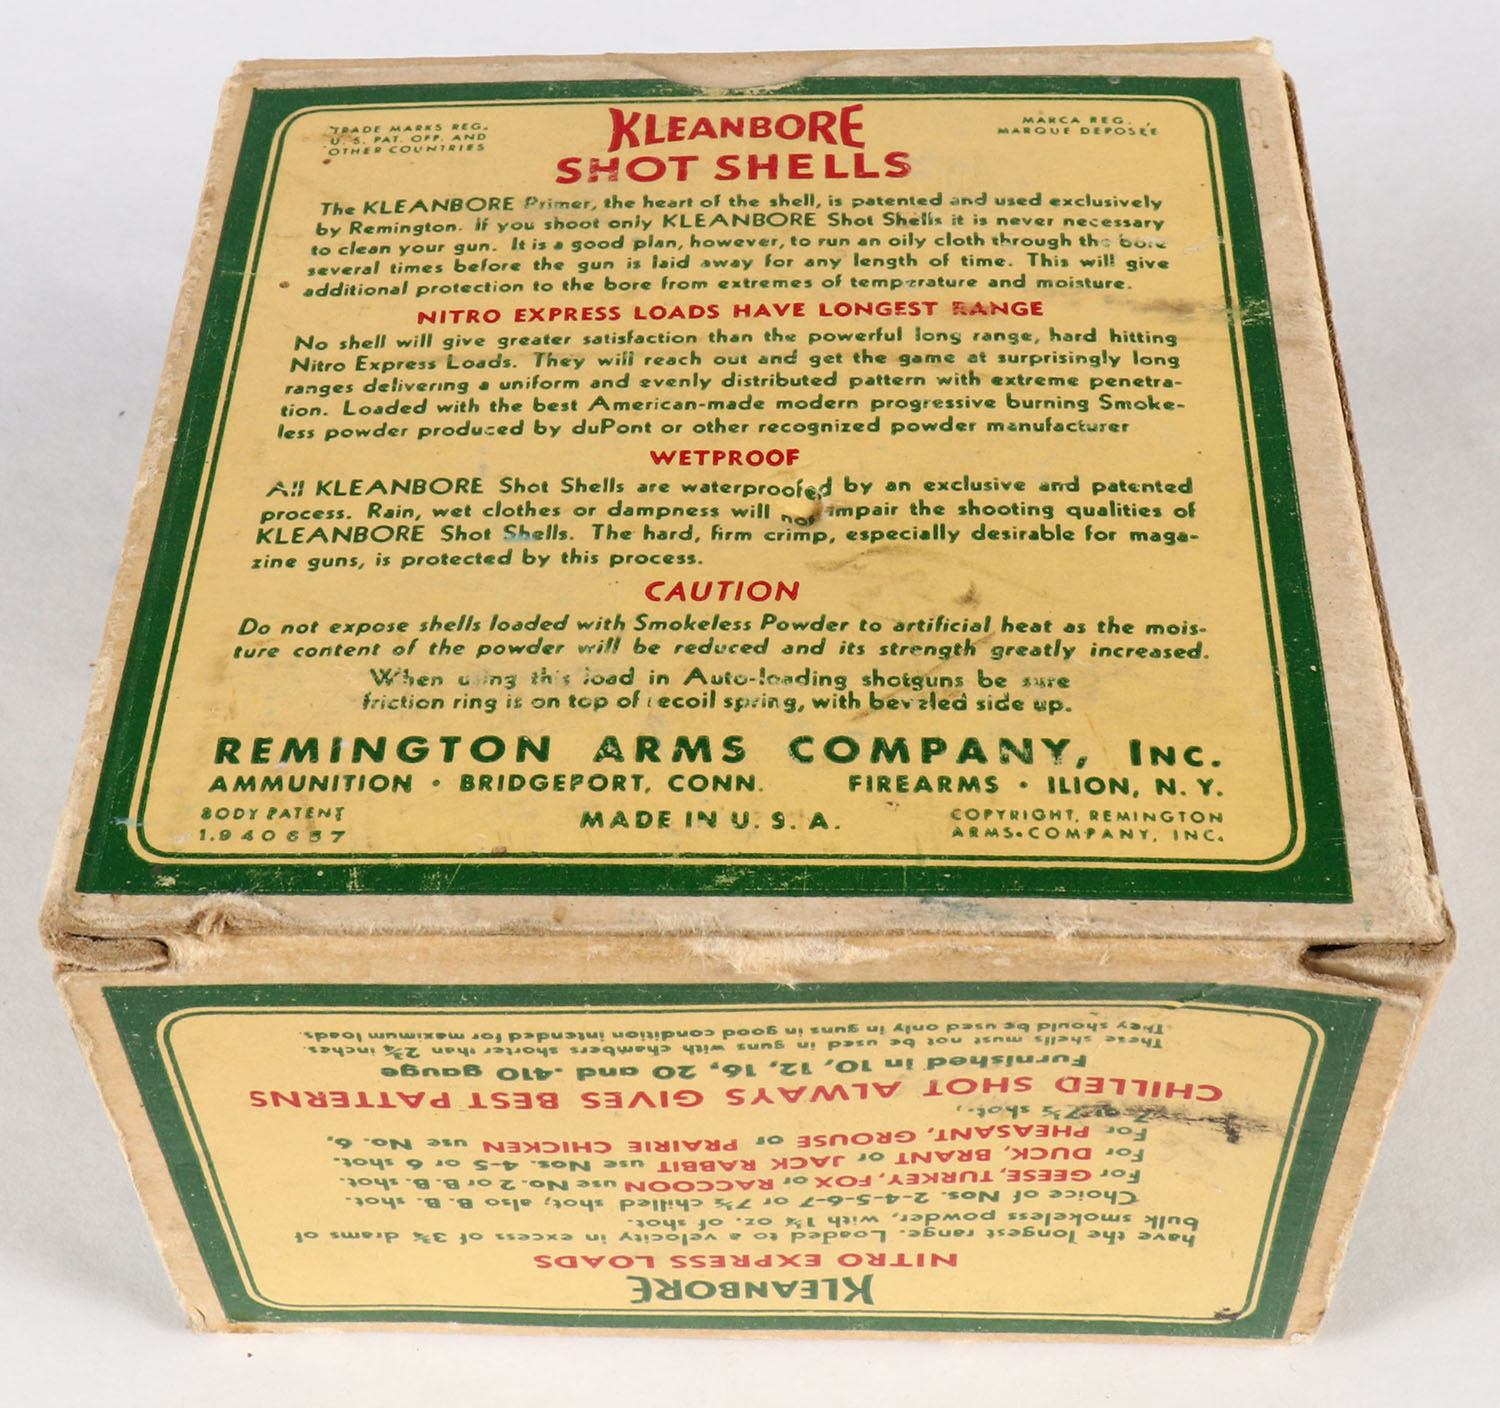 TRADE MARKS REG.
U. S. PAT. OFF. AND
OTHER COUNTRIES
KLEANBORE
SHOT SHELLS
MARCA REG.
MARQUE DEPOSÉE
The KLEANBORE Primer, the heart of the shell, is patented and used exclusively
by Remington. If you shoot only KLEANBORE Shot Shells it is never necessary
to clean your gun. It is a good plan, however, to run an oily cloth through the bore
several times before the gun is laid away for any length of time. This will give
additional protection to the bore from extremes of temperature and moisture.
NITRO EXPRESS LOADS HAVE LONGEST RANGE
No shell will give greater satisfaction than the powerful long range, hard hitting
Nitro Express Loads. They will reach out and get the game at surprisingly long
ranges delivering a uniform and evenly distributed pattern with extreme penetra-
tion. Loaded with the best American-made modern progressive burning Smoke-
less powder produced by duPont or other recognized powder manufacturer
WETPROOF
All KLEANBORE Shot Shells are waterproofed by an exclusive and patented
process. Rain, wet clothes or dampness will not impair the shooting qualities of
KLEANBORE Shot Shells. The hard, firm crimp, especially desirable for maga-
zine guns, is protected by this process.
CAUTION
Do not expose shells loaded with Smokeless Powder to artificial heat as the mois-
ture content of the powder will be reduced and its strength greatly increased.
When using this load in Auto-loading shotguns be sure
friction ring is on top of recoil spring, with beveled side up.
REMINGTON ARMS COMPANY, INC.
AMMUNITION · BRIDGEPORT, CONN. FIREARMS · ILION, N. Y.
BODY PATENT
1.940657
MADE IN U. S. A.
COPYRIGHT, REMINGTON
ARMS COMPANY, INC.
KLEANBORE
NITRO EXPRESS LOADS
have the longest range. Loaded to a velocity in excess of 3¾ drams of
bulk smokeless powder, with 1¼ oz. of shot.
Choice of Nos. 2-4-5-6-7 or 7½ chilled shot; also B. B. shot.
For GEESE, TURKEY, FOX or RACCOON use No. 2 or B.B. shot.
For DUCK, BRANT or JACK RABBIT use Nos. 4-5 or 6 shot.
For PHEASANT, GROUSE or PRAIRIE CHICKEN use No. 6,
7 or 7½ shot.
CHILLED SHOT ALWAYS GIVES BEST PATTERNS
Furnished in 10, 12, 16, 20 and .410 gauge
These shells must not be used in guns with chambers shorter than 2¾ inches.
They should be used only in guns in good condition intended for maximum loads.